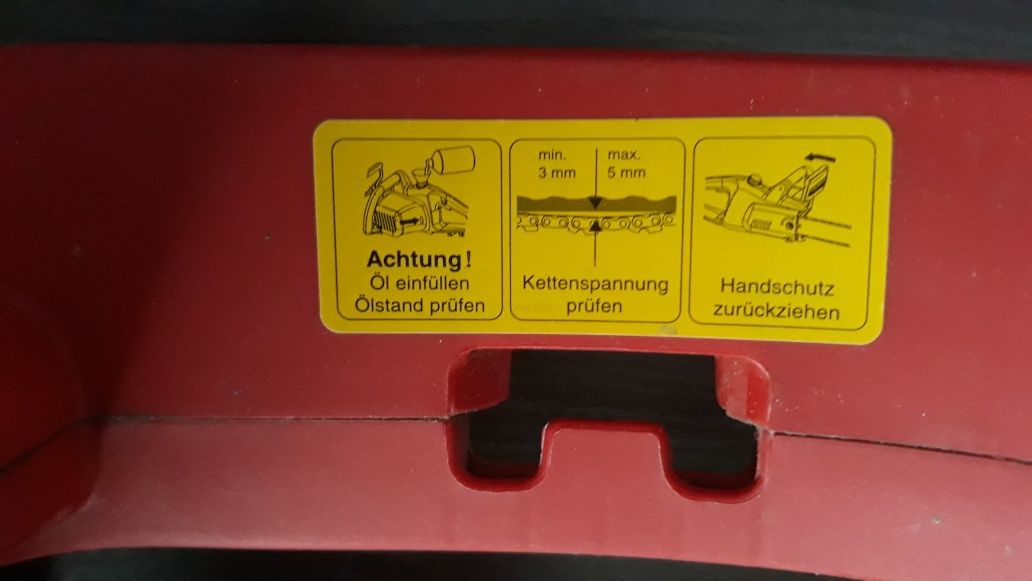 Achtung!
Öl einfüllen
Ölstand prüfen
min. max.
3 mm 5 mm
Kettenspannung
prüfen
Handschutz
zurückziehen